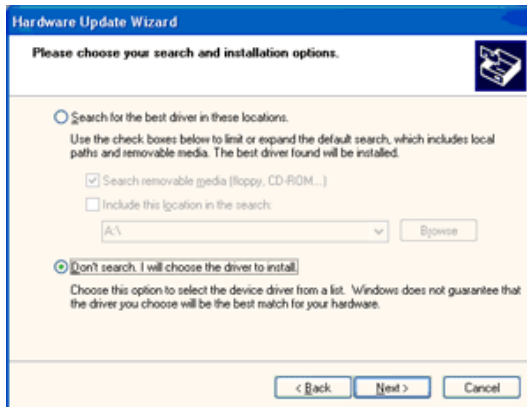 Hardware Update Wizard
Please choose your search and installation options.
Search for the best driver in these locations.
Use the check boxes below to limit or expand the default search, which includes local
paths and removable media. The best driver found will be installed.
Search removable media (floppy, CD-ROM...)
Include this location in the search:
A:\
Browse
Don't search. I will choose the driver to install.
Choose this option to select the device driver from a list. Windows does not guarantee that
the driver you choose will be the best match for your hardware.
< Back
Next >
Cancel